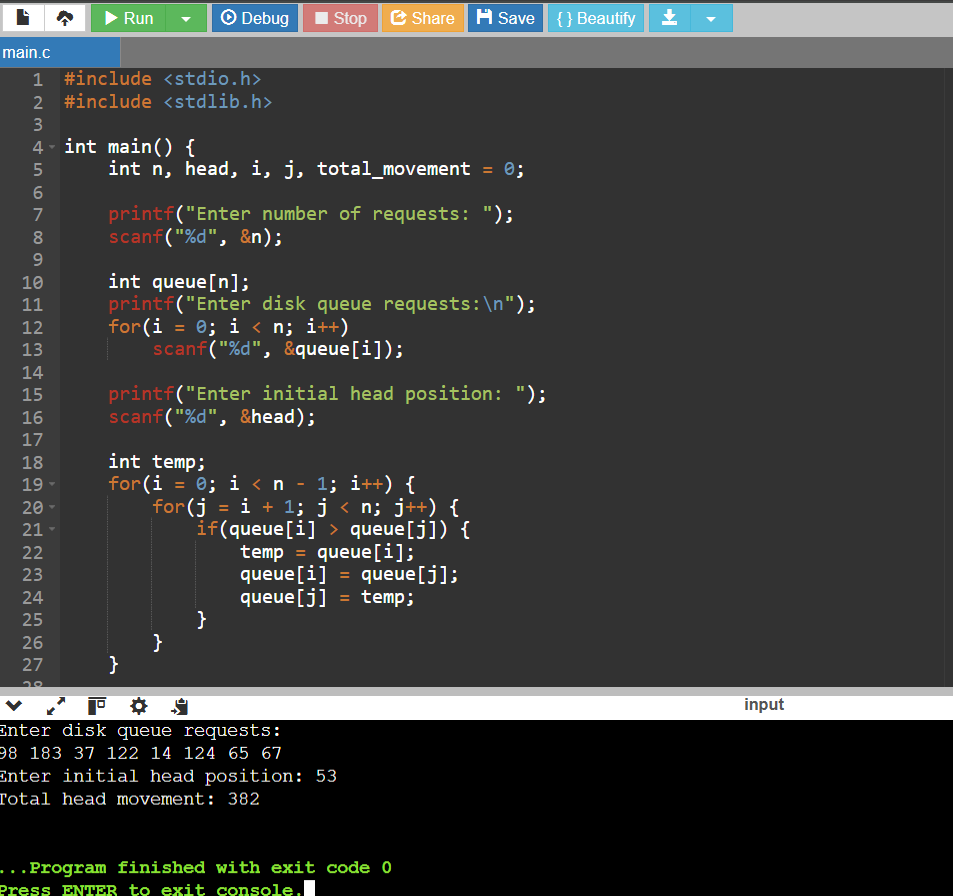 Run Debug Stop Share Save { } Beautify
main.c
1 #include <stdio.h>
2 #include <stdlib.h>
3
4 int main() {
5 int n, head, i, j, total_movement = 0;
6
7 printf("Enter number of requests: ");
8 scanf("%d", &n);
9
10 int queue[n];
11 printf("Enter disk queue requests:\n");
12 for(i = 0; i < n; i++)
13 scanf("%d", &queue[i]);
14
15 printf("Enter initial head position: ");
16 scanf("%d", &head);
17
18 int temp;
19 for(i = 0; i < n - 1; i++) {
20 for(j = i + 1; j < n; j++) {
21 if(queue[i] > queue[j]) {
22 temp = queue[i];
23 queue[i] = queue[j];
24 queue[j] = temp;
25 }
26 }
27 }
28
input
Enter disk queue requests:
98 183 37 122 14 124 65 67
Enter initial head position: 53
Total head movement: 382
...Program finished with exit code 0
Press ENTER to exit console.